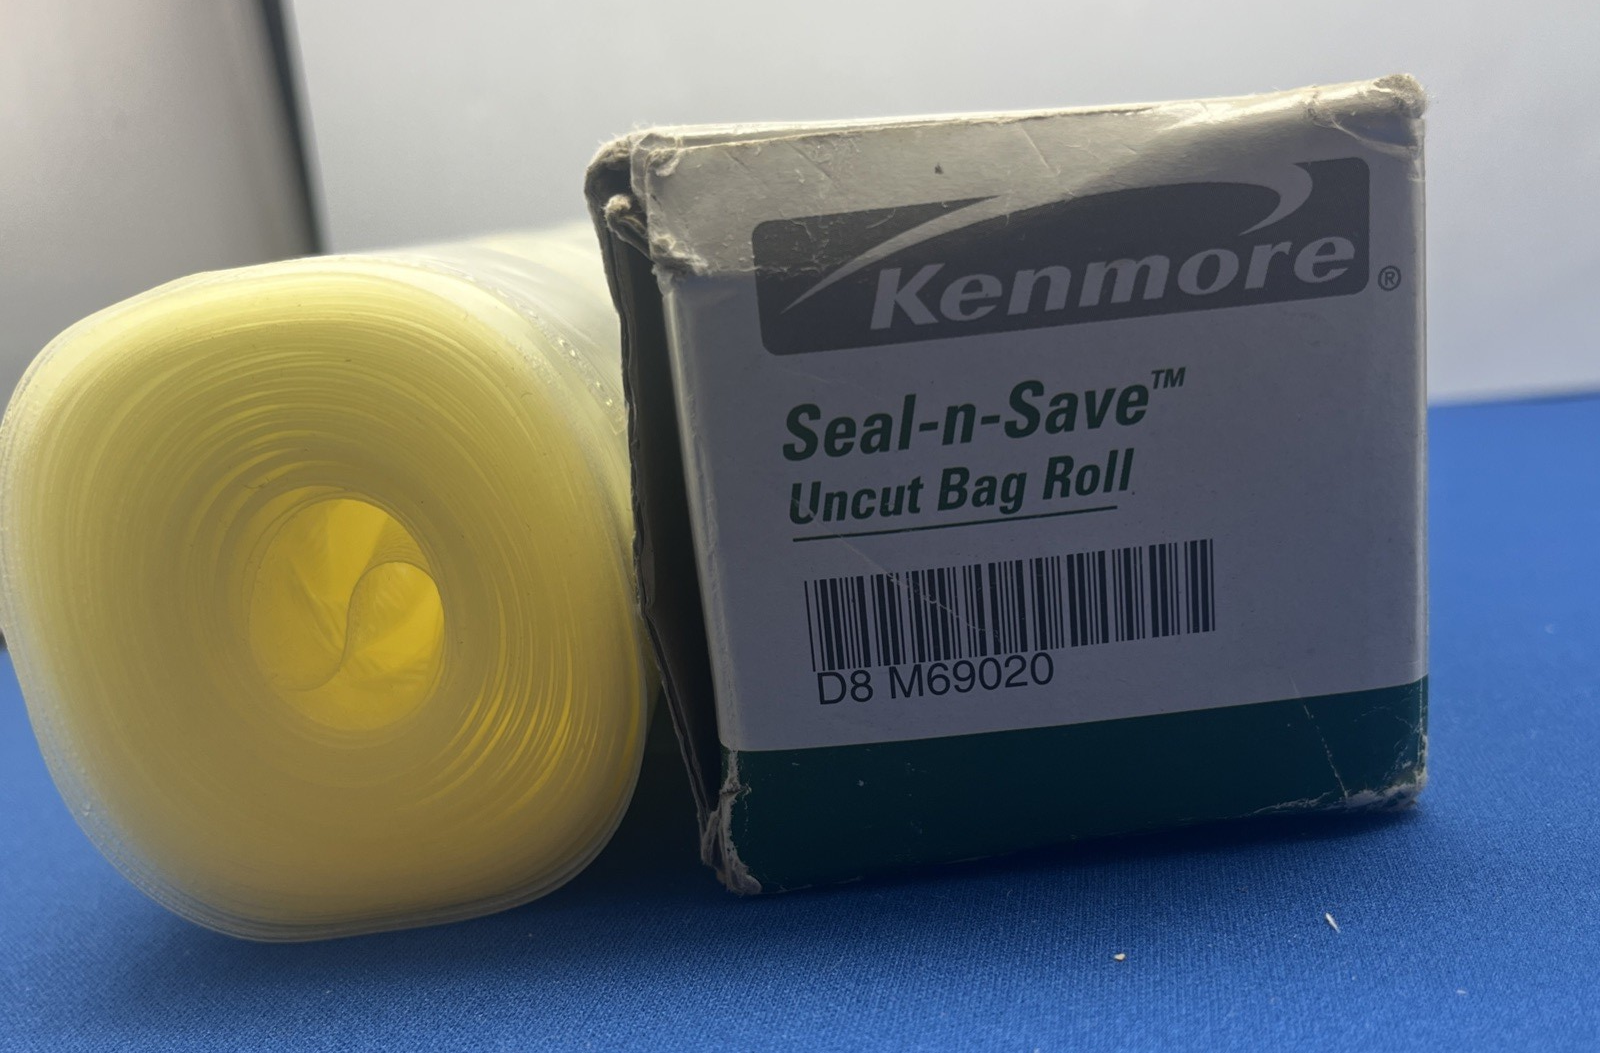 Kenmore®
Seal-n-Save™
Uncut Bag Roll
D8 M69020